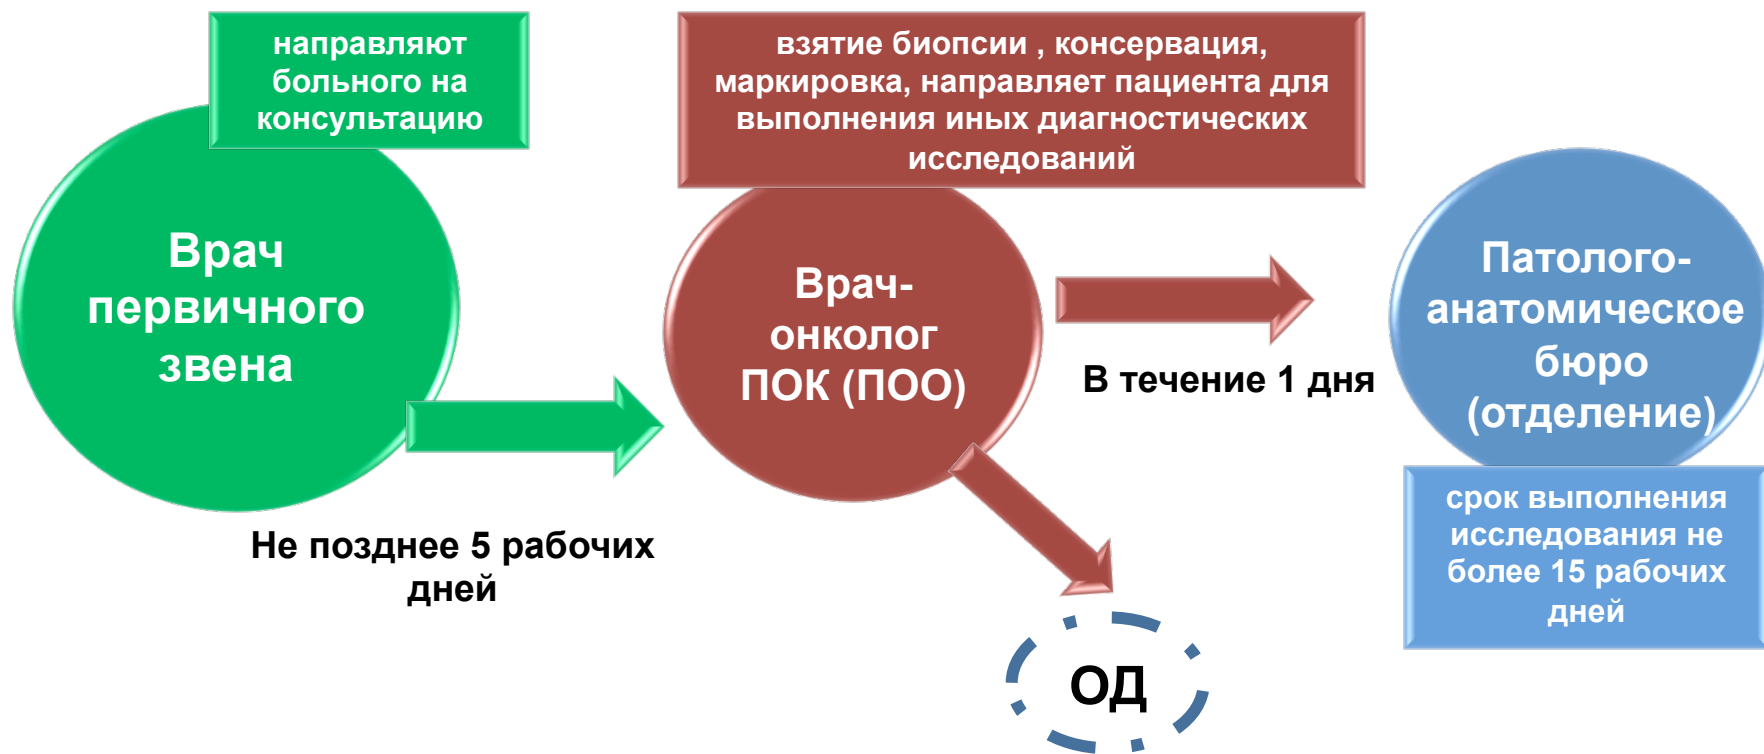 направляют
больного на
консультацию
Врач
первичного
звена
Не позднее 5 рабочих
дней
взятие биопсии , консервация,
маркировка, направляет пациента для
выполнения иных диагностических
исследований
Врач-
онколог
ПОК (ПОО)
В течение 1 дня
Патолого-
анатомическое
бюро
(отделение)
срок выполнения
исследования не
более 15 рабочих
дней
ОД